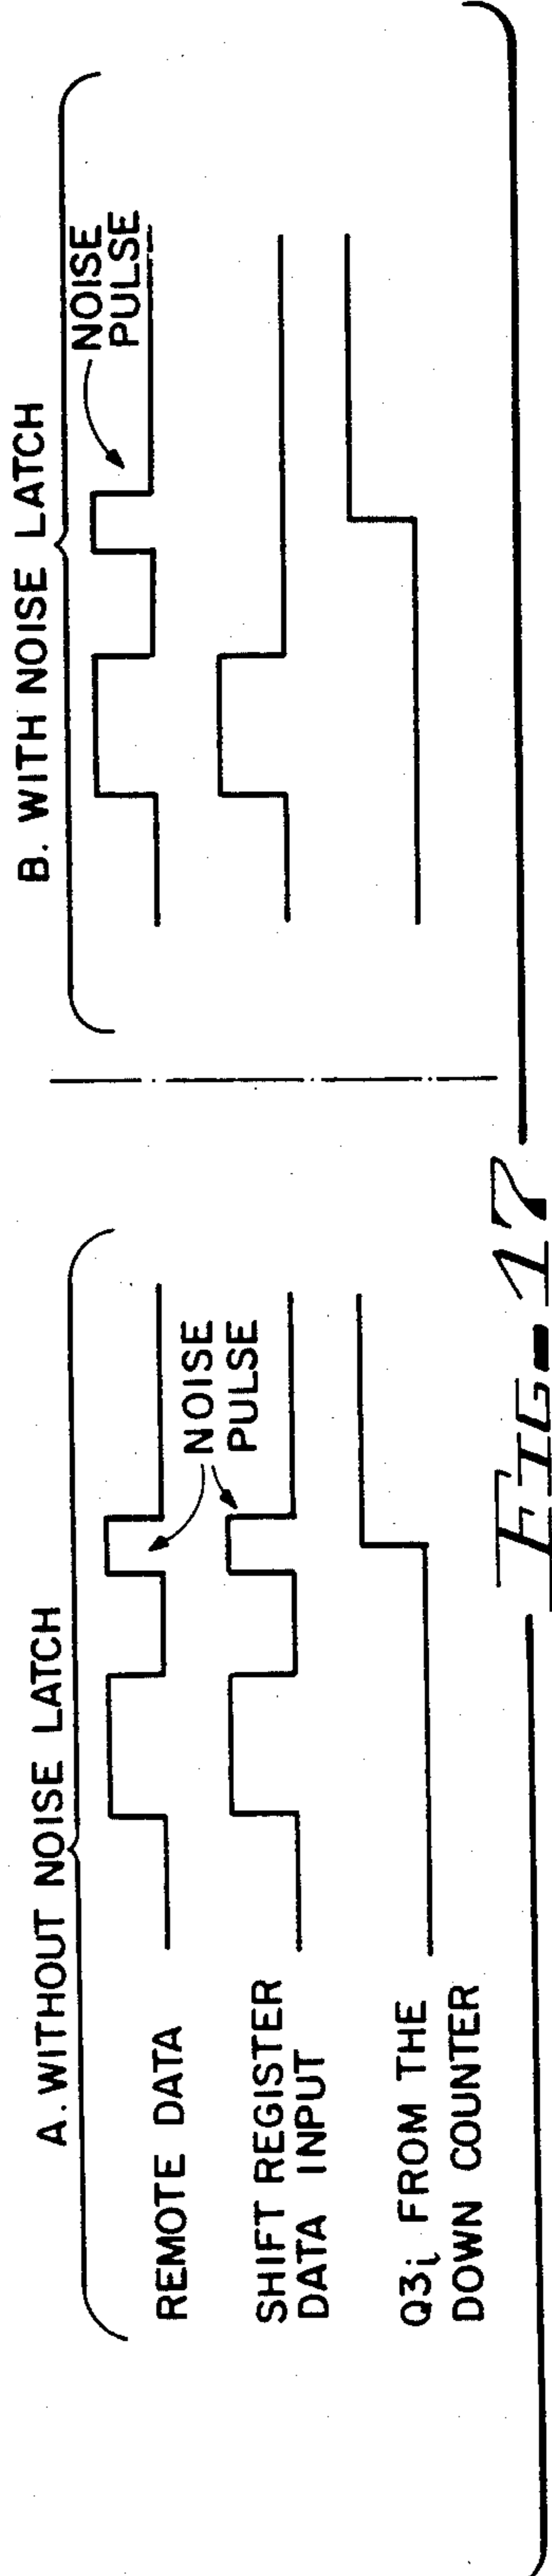 A. WITHOUT NOISE LATCH
REMOTE DATA
NOISE
PULSE
SHIFT REGISTER
DATA INPUT
Q3i FROM THE
DOWN COUNTER
B. WITH NOISE LATCH
NOISE
PULSE
FIG-17